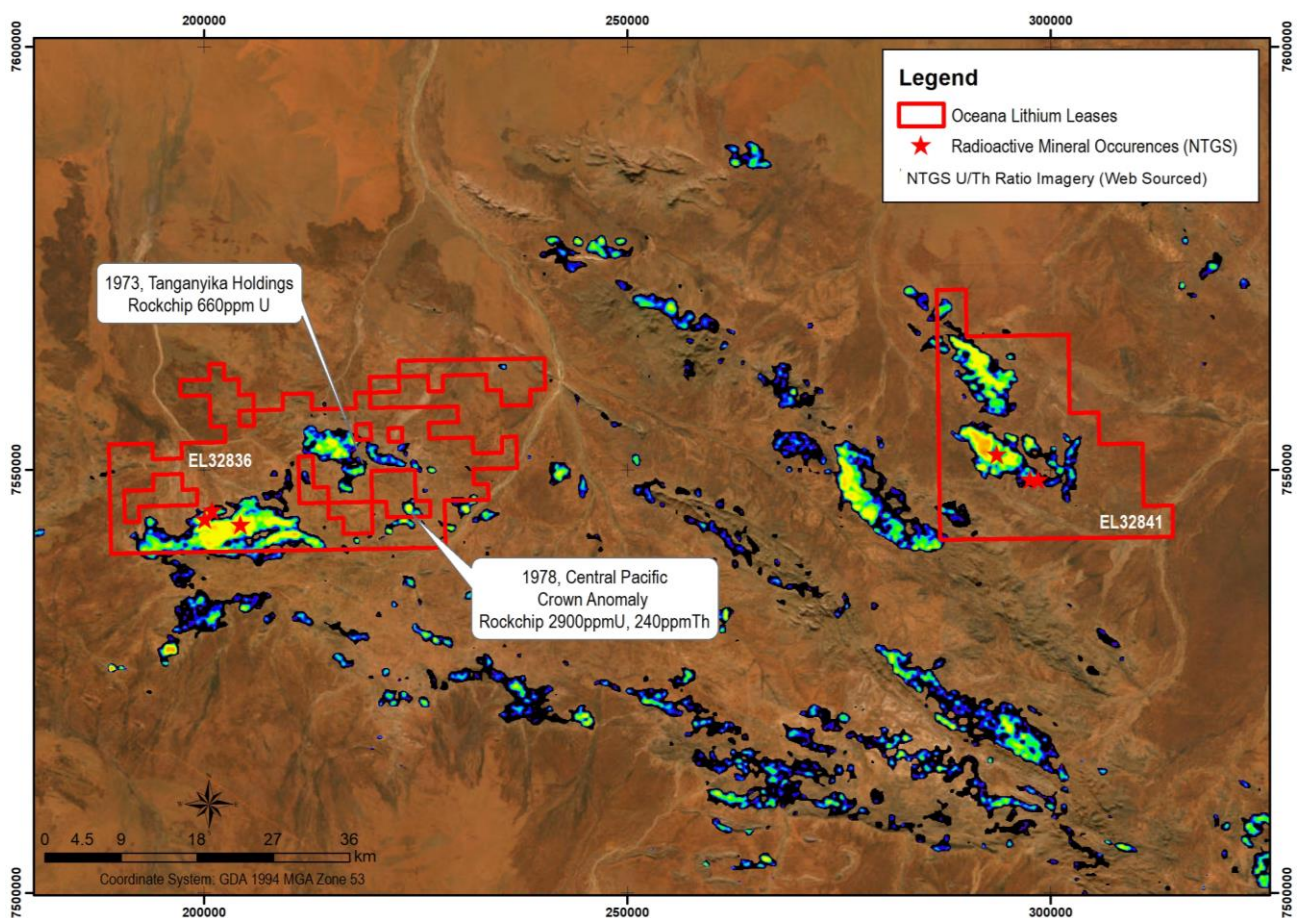 200000
250000
300000
7600000
7600000
Legend
Oceana Lithium Leases
Radioactive Mineral Occurences (NTGS)
NTGS U/Th Ratio Imagery (Web Sourced)
1973, Tanganyika Holdings
Rockchip 660ppm U
EL32836
7550000
7550000
EL32841
1978, Central Pacific
Crown Anomaly
Rockchip 2900ppmU, 240ppmTh
0 4.5 9 18 27 36
km
Coordinate System: GDA 1994 MGA Zone 53
7500000
7500000
200000
250000
300000